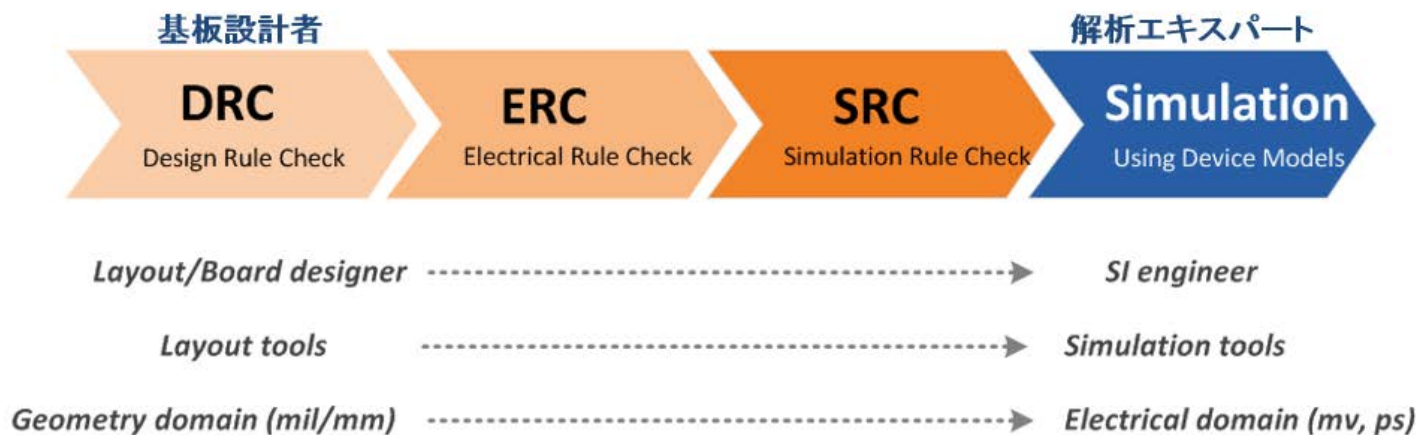 基板設計者
解析エキスパート
DRC
Design Rule Check
ERC
Electrical Rule Check
SRC
Simulation Rule Check
Simulation
Using Device Models
Layout/Board designer
SI engineer
Layout tools
Simulation tools
Geometry domain (mil/mm)
Electrical domain (mv, ps)